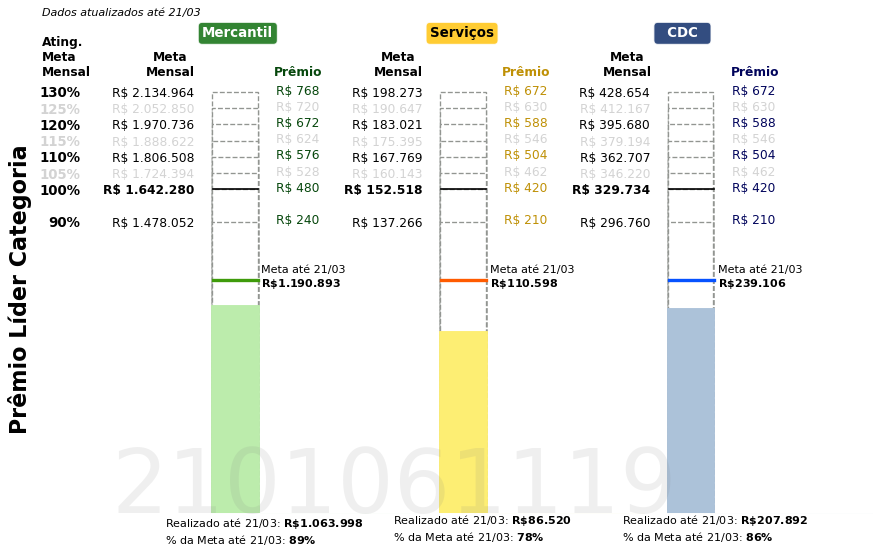 Dados atualizados até 21/03
Mercantil Serviços CDC
Ating. Meta Mensal
Meta Mensal Prêmio Meta Mensal Prêmio Meta Mensal Prêmio
130% R$ 2.134.964 R$ 768 R$ 198.273 R$ 672 R$ 428.654 R$ 672
125% R$ 2.052.850 R$ 720 R$ 190.647 R$ 630 R$ 412.167 R$ 630
120% R$ 1.970.736 R$ 672 R$ 183.021 R$ 588 R$ 395.680 R$ 588
115% R$ 1.888.622 R$ 624 R$ 175.395 R$ 546 R$ 379.194 R$ 546
110% R$ 1.806.508 R$ 576 R$ 167.769 R$ 504 R$ 362.707 R$ 504
105% R$ 1.724.394 R$ 528 R$ 160.143 R$ 462 R$ 346.220 R$ 462
100% R$ 1.642.280 R$ 480 R$ 152.518 R$ 420 R$ 329.734 R$ 420
90% R$ 1.478.052 R$ 240 R$ 137.266 R$ 210 R$ 296.760 R$ 210
Meta até 21/03 Meta até 21/03 Meta até 21/03
R$1.190.893 R$110.598 R$239.106
Prêmio Líder Categoria
2101061119
Realizado até 21/03: R$1.063.998 Realizado até 21/03: R$86.520 Realizado até 21/03: R$207.892
% da Meta até 21/03: 89% % da Meta até 21/03: 78% % da Meta até 21/03: 86%